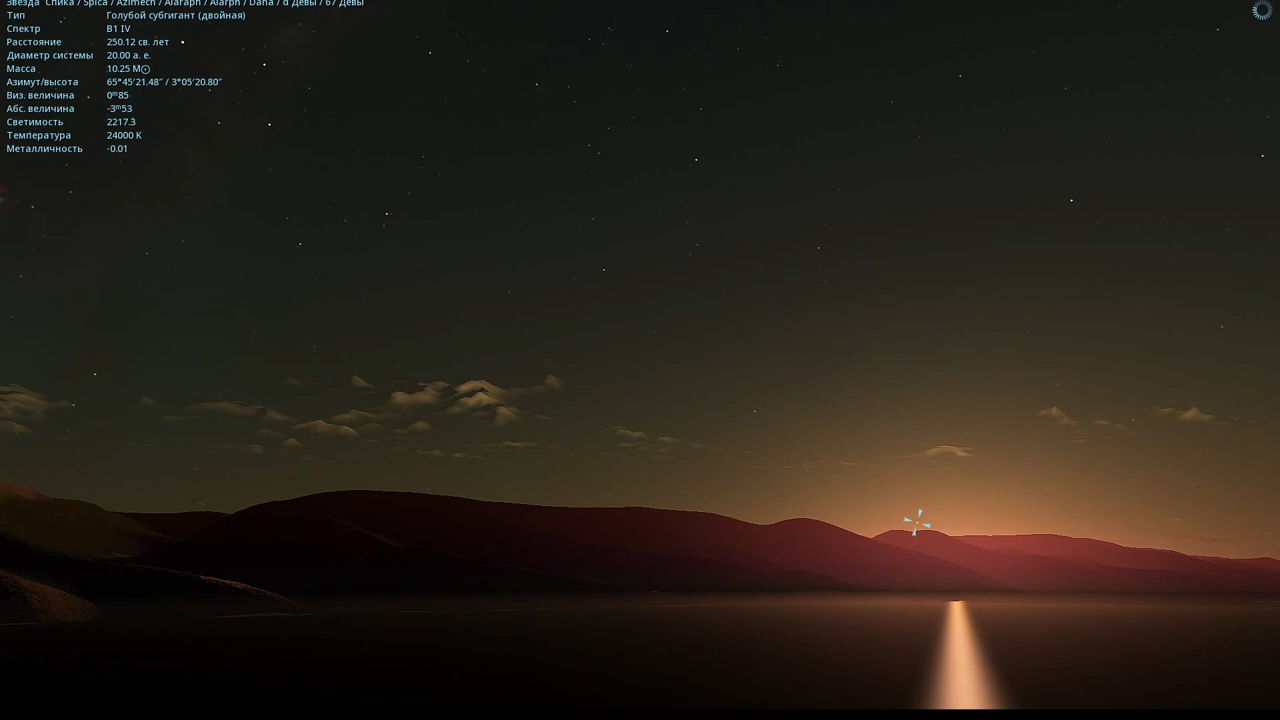 Звезда Спика / Spica / Azimech / Alaraph / Alarph / Dana / α Девы / 67 Девы
Тип Голубой субгигант (двойная)
Спектр B1 IV
Расстояние 250.12 св. лет
Диаметр системы 20.00 а. е.
Масса 10.25 M☉
Азимут/высота 65°45′21.48″ / 3°05′20.80″
Виз. величина 0ᵐ85
Абс. величина -3ᵐ53
Светимость 2217.3
Температура 24000 K
Металличность -0.01